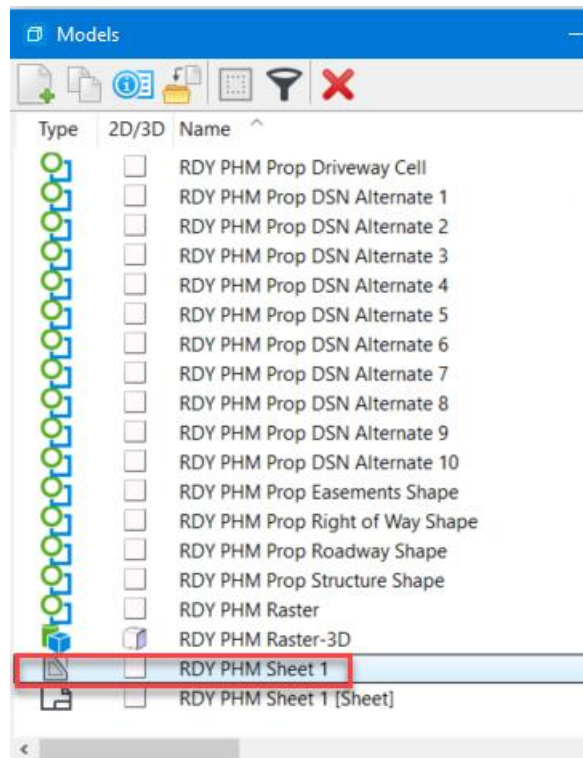 Models
Type 2D/3D Name
RDY PHM Prop Driveway Cell
RDY PHM Prop DSN Alternate 1
RDY PHM Prop DSN Alternate 2
RDY PHM Prop DSN Alternate 3
RDY PHM Prop DSN Alternate 4
RDY PHM Prop DSN Alternate 5
RDY PHM Prop DSN Alternate 6
RDY PHM Prop DSN Alternate 7
RDY PHM Prop DSN Alternate 8
RDY PHM Prop DSN Alternate 9
RDY PHM Prop DSN Alternate 10
RDY PHM Prop Easements Shape
RDY PHM Prop Right of Way Shape
RDY PHM Prop Roadway Shape
RDY PHM Prop Structure Shape
RDY PHM Raster
RDY PHM Raster-3D
RDY PHM Sheet 1
RDY PHM Sheet 1 [Sheet]